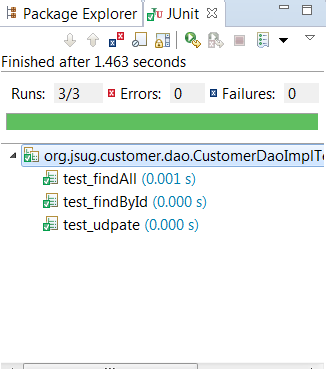 Package Explorer JUnit
Finished after 1.463 seconds
Runs: 3/3 Errors: 0 Failures: 0
org.jsug.customer.dao.CustomerDaoImplTe
test_findAll (0.001 s)
test_findById (0.000 s)
test_udpate (0.000 s)